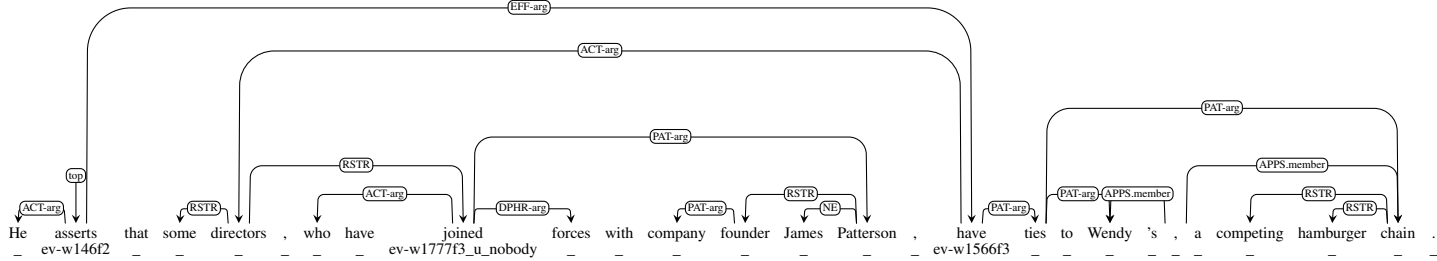 EFF-arg
ACT-arg
PAT-arg
PAT-arg
RSTR
APPS.member
top
ACT-arg
RSTR
PAT-arg
APPS.member
RSTR
ACT-arg
RSTR
DPHR-arg
PAT-arg
NE
PAT-arg
RSTR
He asserts that some directors , who have joined forces with company founder James Patterson , have ties to Wendy 's , a competing hamburger chain .
_ ev-w146f2 _ _ _ _ _ _ ev-w1777f3_u_nobody _ _ _ _ _ _ _ ev-w1566f3 _ _ _ _ _ _ _ _ _ _